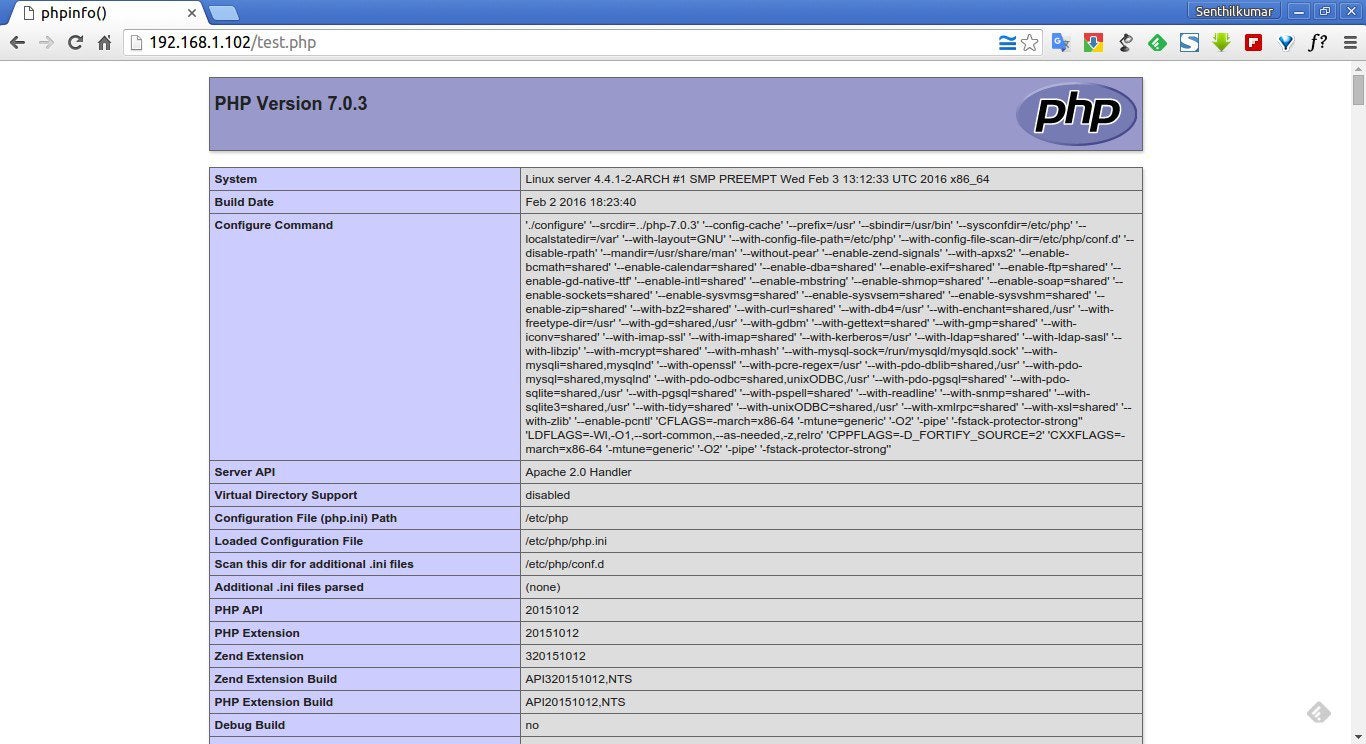 phpinfo()
Senthilkumar
192.168.1.102/test.php
f?
PHP Version 7.0.3
php
System Linux server 4.4.1-2-ARCH #1 SMP PREEMPT Wed Feb 3 13:12:33 UTC 2016 x86_64
Build Date Feb 2 2016 18:23:40
Configure Command './configure' '--srcdir=../php-7.0.3' '--config-cache' '--prefix=/usr' '--sbindir=/usr/bin' '--sysconfdir=/etc/php' '--
localstatedir=/var' '--with-layout=GNU' '--with-config-file-path=/etc/php' '--with-config-file-scan-dir=/etc/php/conf.d' '--
disable-rpath' '--mandir=/usr/share/man' '--without-pear' '--enable-zend-signals' '--with-apxs2' '--enable-
bcmath=shared' '--enable-calendar=shared' '--enable-dba=shared' '--enable-exif=shared' '--enable-ftp=shared' '--
enable-gd-native-ttf' '--enable-intl=shared' '--enable-mbstring' '--enable-shmop=shared' '--enable-soap=shared' '--
enable-sockets=shared' '--enable-sysvmsg=shared' '--enable-sysvsem=shared' '--enable-sysvshm=shared' '--
enable-zip=shared' '--with-bz2=shared' '--with-curl=shared' '--with-db4=/usr' '--with-enchant=shared,/usr' '--with-
freetype-dir=/usr' '--with-gd=shared,/usr' '--with-gdbm' '--with-gettext=shared' '--with-gmp=shared' '--with-
iconv=shared' '--with-imap-ssl' '--with-imap=shared' '--with-kerberos=/usr' '--with-ldap=shared' '--with-ldap-sasl' '--
with-libzip' '--with-mcrypt=shared' '--with-mhash' '--with-mysql-sock=/run/mysqld/mysqld.sock' '--with-
mysqli=shared,mysqlnd' '--with-openssl' '--with-pcre-regex=/usr' '--with-pdo-dblib=shared,/usr' '--with-pdo-
mysql=shared,mysqlnd' '--with-pdo-odbc=shared,unixODBC,/usr' '--with-pdo-pgsql=shared' '--with-pdo-
sqlite=shared,/usr' '--with-pgsql=shared' '--with-pspell=shared' '--with-readline' '--with-snmp=shared' '--with-
sqlite3=shared,/usr' '--with-tidy=shared' '--with-unixODBC=shared,/usr' '--with-xmlrpc=shared' '--with-xsl=shared' '--
with-zlib' '--enable-pcntl' 'CFLAGS=-march=x86-64 '-mtune=generic' '-O2' '-pipe' '-fstack-protector-strong''
'LDFLAGS=-Wl,-O1,--sort-common,--as-needed,-z,relro' 'CPPFLAGS=-D_FORTIFY_SOURCE=2' 'CXXFLAGS=-
march=x86-64 '-mtune=generic' '-O2' '-pipe' '-fstack-protector-strong''
Server API Apache 2.0 Handler
Virtual Directory Support disabled
Configuration File (php.ini) Path /etc/php
Loaded Configuration File /etc/php/php.ini
Scan this dir for additional .ini files /etc/php/conf.d
Additional .ini files parsed (none)
PHP API 20151012
PHP Extension 20151012
Zend Extension 320151012
Zend Extension Build API320151012,NTS
PHP Extension Build API20151012,NTS
Debug Build no